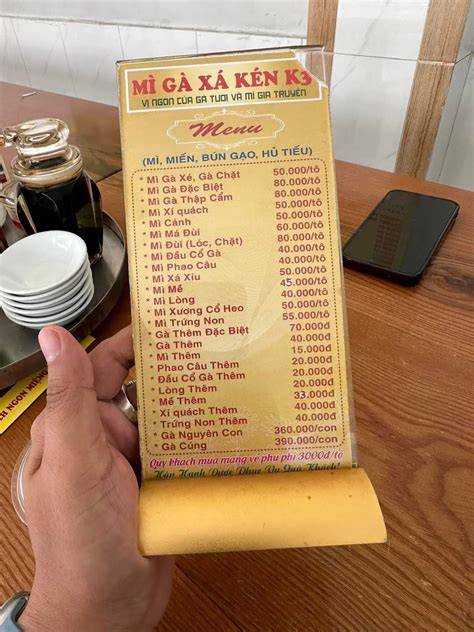 MÌ GÀ XÁ KÉN K3
VỊ NGON CỦA GÀ TƯƠI VÀ MÌ GIA TRUYỀN
Menu
(MÌ, MIẾN, BÚN GẠO, HỦ TIẾU)
* Mì Gà Xé, Gà Chặt 50.000/tô
* Mì Gà Đặc Biệt 80.000/tô
* Mì Gà Thập Cẩm 80.000/tô
* Mì Xí quách 50.000/tô
* Mì Cánh 50.000/tô
* Mì Má Đùi 60.000/tô
* Mì Đùi (Lóc, Chặt) 80.000/tô
* Mì Đầu Cổ Gà 40.000/tô
* Mì Phao Câu 40.000/tô
* Mì Xá Xíu 50.000/tô
* Mì Mề 45.000/tô
* Mì Lòng 40.000/tô
* Mì Xương Cổ Heo 50.000/tô
* Mì Trứng Non 55.000/tô
* Gà Thêm Đặc Biệt 70.000đ
* Gà Thêm 40.000đ
* Mì Thêm 15.000đ
* Phao Câu Thêm 20.000đ
* Đầu Cổ Gà Thêm 20.000đ
* Lòng Thêm 20.000đ
* Mề Thêm 33.000đ
* Xí quách Thêm 40.000đ
* Trứng Non Thêm 40.000đ
* Gà Nguyên Con 360.000/con
* Gà Cúng 390.000/con
Quý khách mua mang về phụ phí 3000đ/tô
Hân Hạnh Được Phục Vụ Quý Khách!
NGON MIỆNG